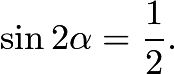 sin 2α = 1/2.